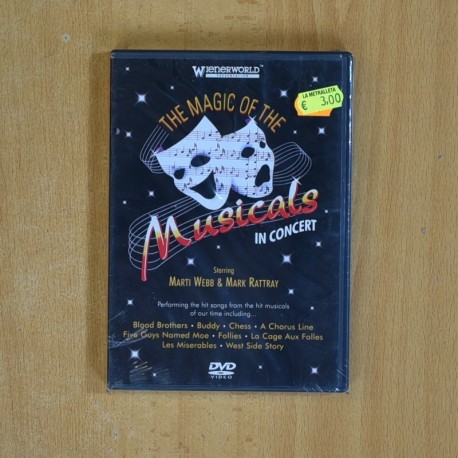 WIENERWORLD™
PRESENTATION
LA METRALLETA
€ 3,00
THE MAGIC OF THE
Musicals
IN CONCERT
Starring
MARTI WEBB & MARK RATTRAY
Performing the hit songs from the hit musicals
of our time including...
Blood Brothers • Buddy • Chess • A Chorus Line
Five Guys Named Moe • Follies • La Cage Aux Folles
Les Miserables • West Side Story
DVD
VIDEO